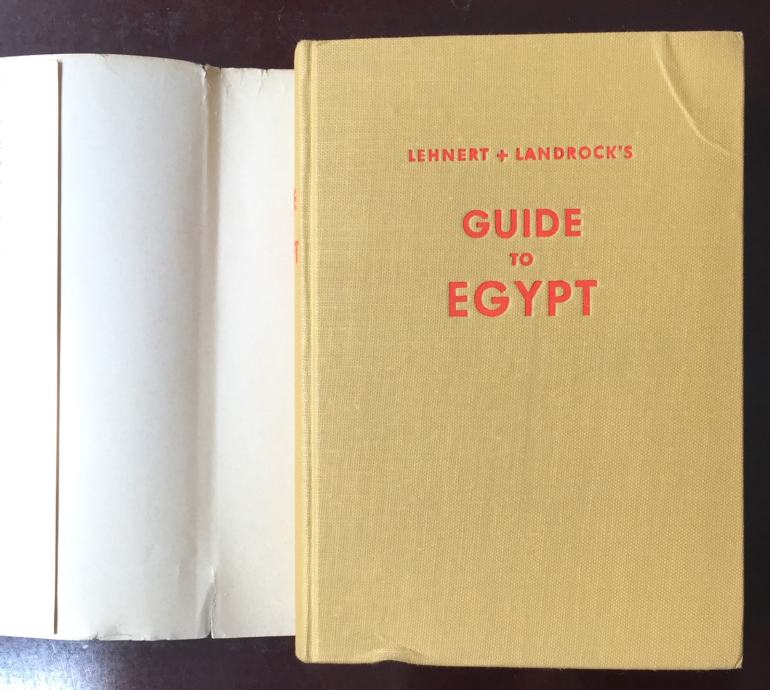 LEHNERT + LANDROCK'S
GUIDE
TO
EGYPT